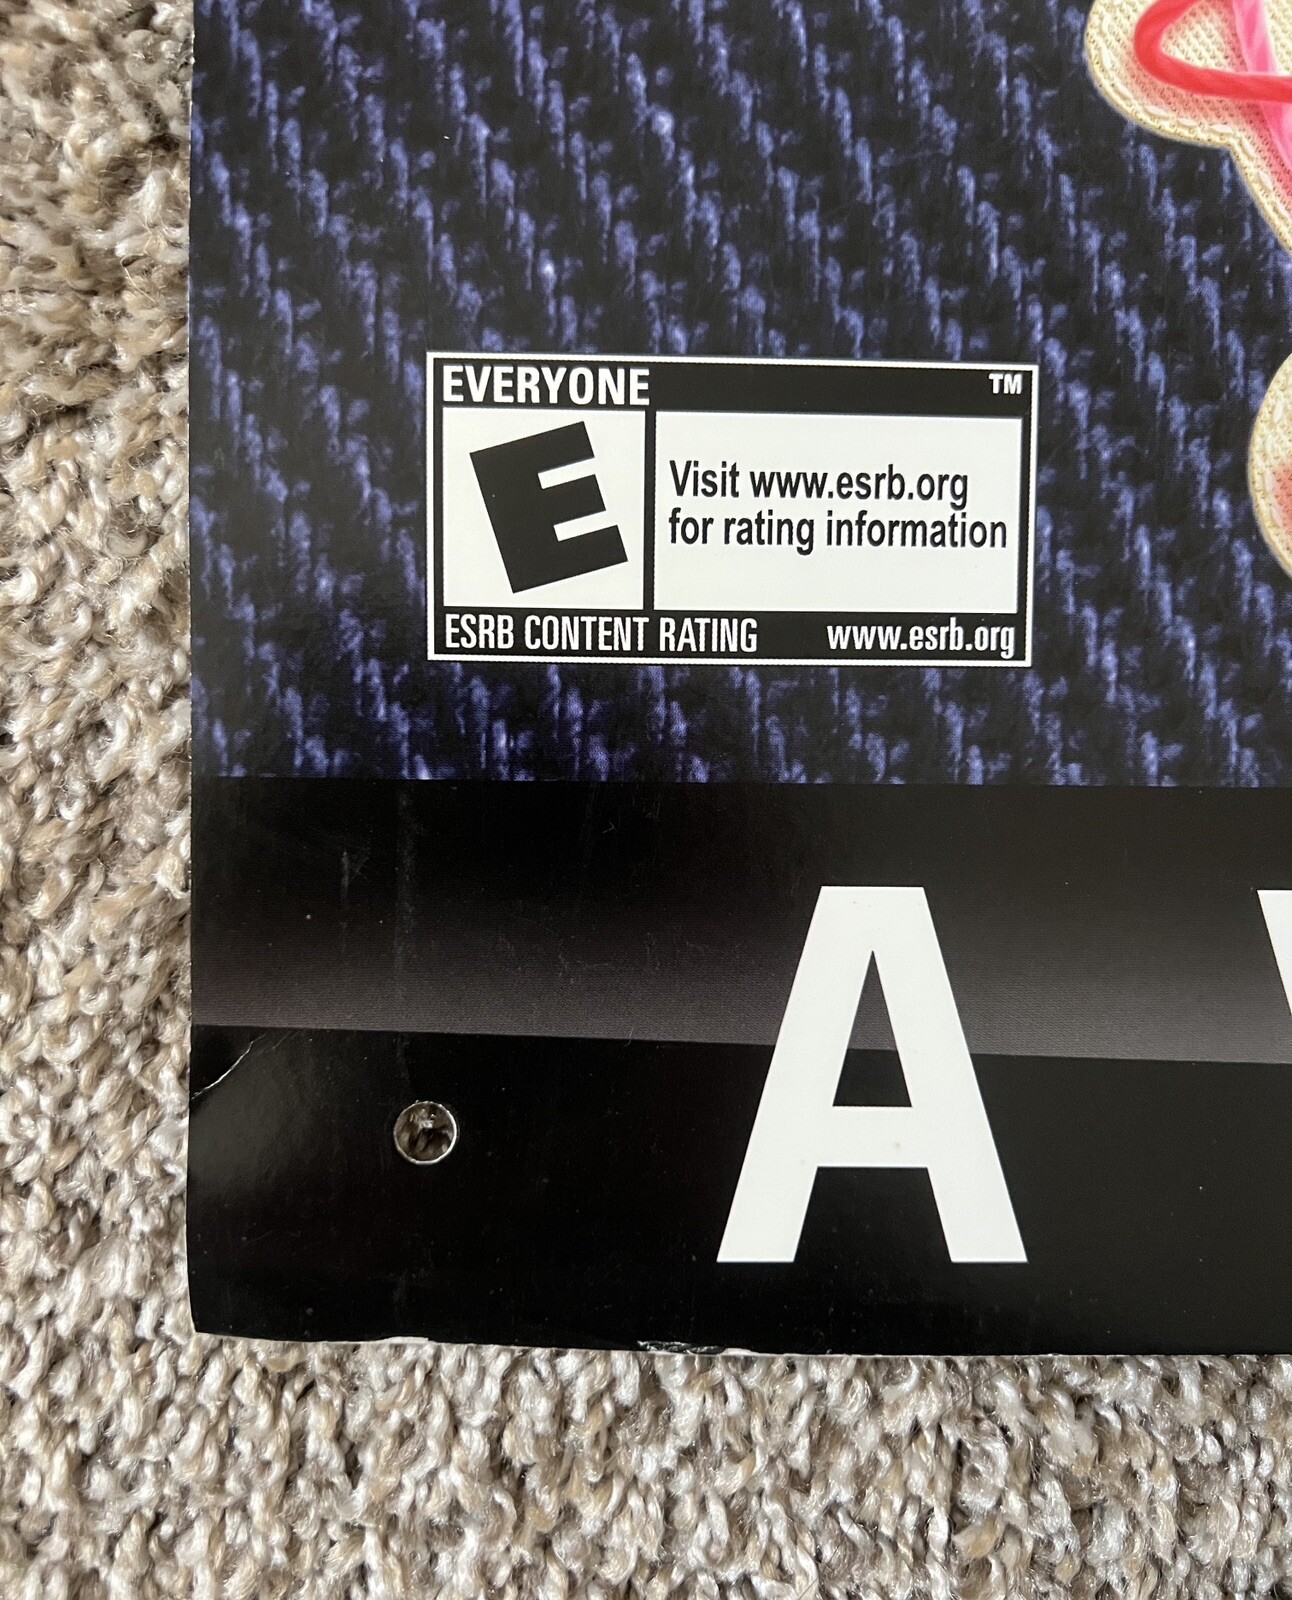 EVERYONE ™
E
Visit www.esrb.org
for rating information
ESRB CONTENT RATING www.esrb.org
A